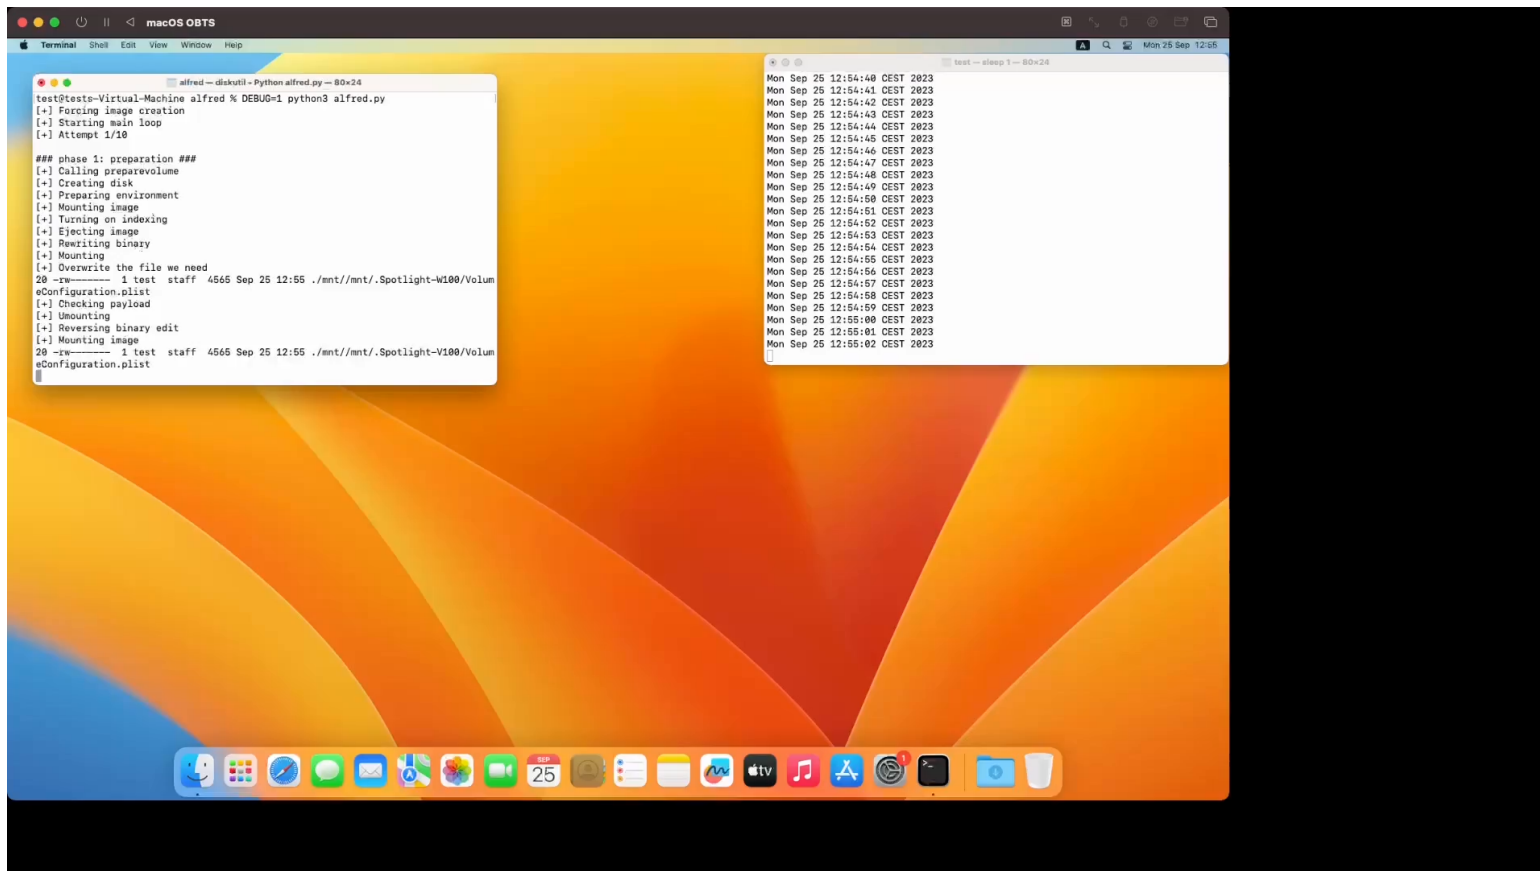 macOS OBTS
Terminal Shell Edit View Window Help
A
Mon 25 Sep 12:55
alfred — diskutil ‹ Python alfred.py — 80×24
test@tests-Virtual-Machine alfred % DEBUG=1 python3 alfred.py
[+] Forcing image creation
[+] Starting main loop
[+] Attempt 1/10
### phase 1: preparation ###
[+] Calling preparevolume
[+] Creating disk
[+] Preparing environment
[+] Mounting image
[+] Turning on indexing
[+] Ejecting image
[+] Rewriting binary
[+] Mounting
[+] Overwrite the file we need
20 -rw------- 1 test staff 4565 Sep 25 12:55 ./mnt//mnt/.Spotlight-W100/Volum
eConfiguration.plist
[+] Checking payload
[+] Umounting
[+] Reversing binary edit
[+] Mounting image
20 -rw------- 1 test staff 4565 Sep 25 12:55 ./mnt//mnt/.Spotlight-V100/Volum
eConfiguration.plist
test — sleep 1 — 80×24
Mon Sep 25 12:54:40 CEST 2023
Mon Sep 25 12:54:41 CEST 2023
Mon Sep 25 12:54:42 CEST 2023
Mon Sep 25 12:54:43 CEST 2023
Mon Sep 25 12:54:44 CEST 2023
Mon Sep 25 12:54:45 CEST 2023
Mon Sep 25 12:54:46 CEST 2023
Mon Sep 25 12:54:47 CEST 2023
Mon Sep 25 12:54:48 CEST 2023
Mon Sep 25 12:54:49 CEST 2023
Mon Sep 25 12:54:50 CEST 2023
Mon Sep 25 12:54:51 CEST 2023
Mon Sep 25 12:54:52 CEST 2023
Mon Sep 25 12:54:53 CEST 2023
Mon Sep 25 12:54:54 CEST 2023
Mon Sep 25 12:54:55 CEST 2023
Mon Sep 25 12:54:56 CEST 2023
Mon Sep 25 12:54:57 CEST 2023
Mon Sep 25 12:54:58 CEST 2023
Mon Sep 25 12:54:59 CEST 2023
Mon Sep 25 12:55:00 CEST 2023
Mon Sep 25 12:55:01 CEST 2023
Mon Sep 25 12:55:02 CEST 2023
SEP
25
tv
1
>_